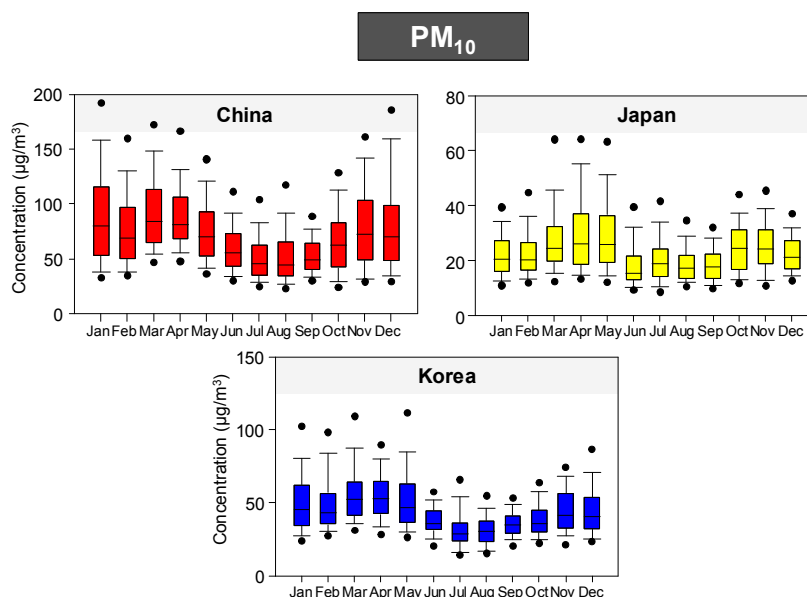 PM₁₀
China
Concentration (µg/m³)
200
150
100
50
0
Jan Feb Mar Apr May Jun Jul Aug Sep Oct Nov Dec
Japan
80
60
40
20
0
Jan Feb Mar Apr May Jun Jul Aug Sep Oct Nov Dec
Korea
Concentration (µg/m³)
150
100
50
0
Jan Feb Mar Apr May Jun Jul Aug Sep Oct Nov Dec